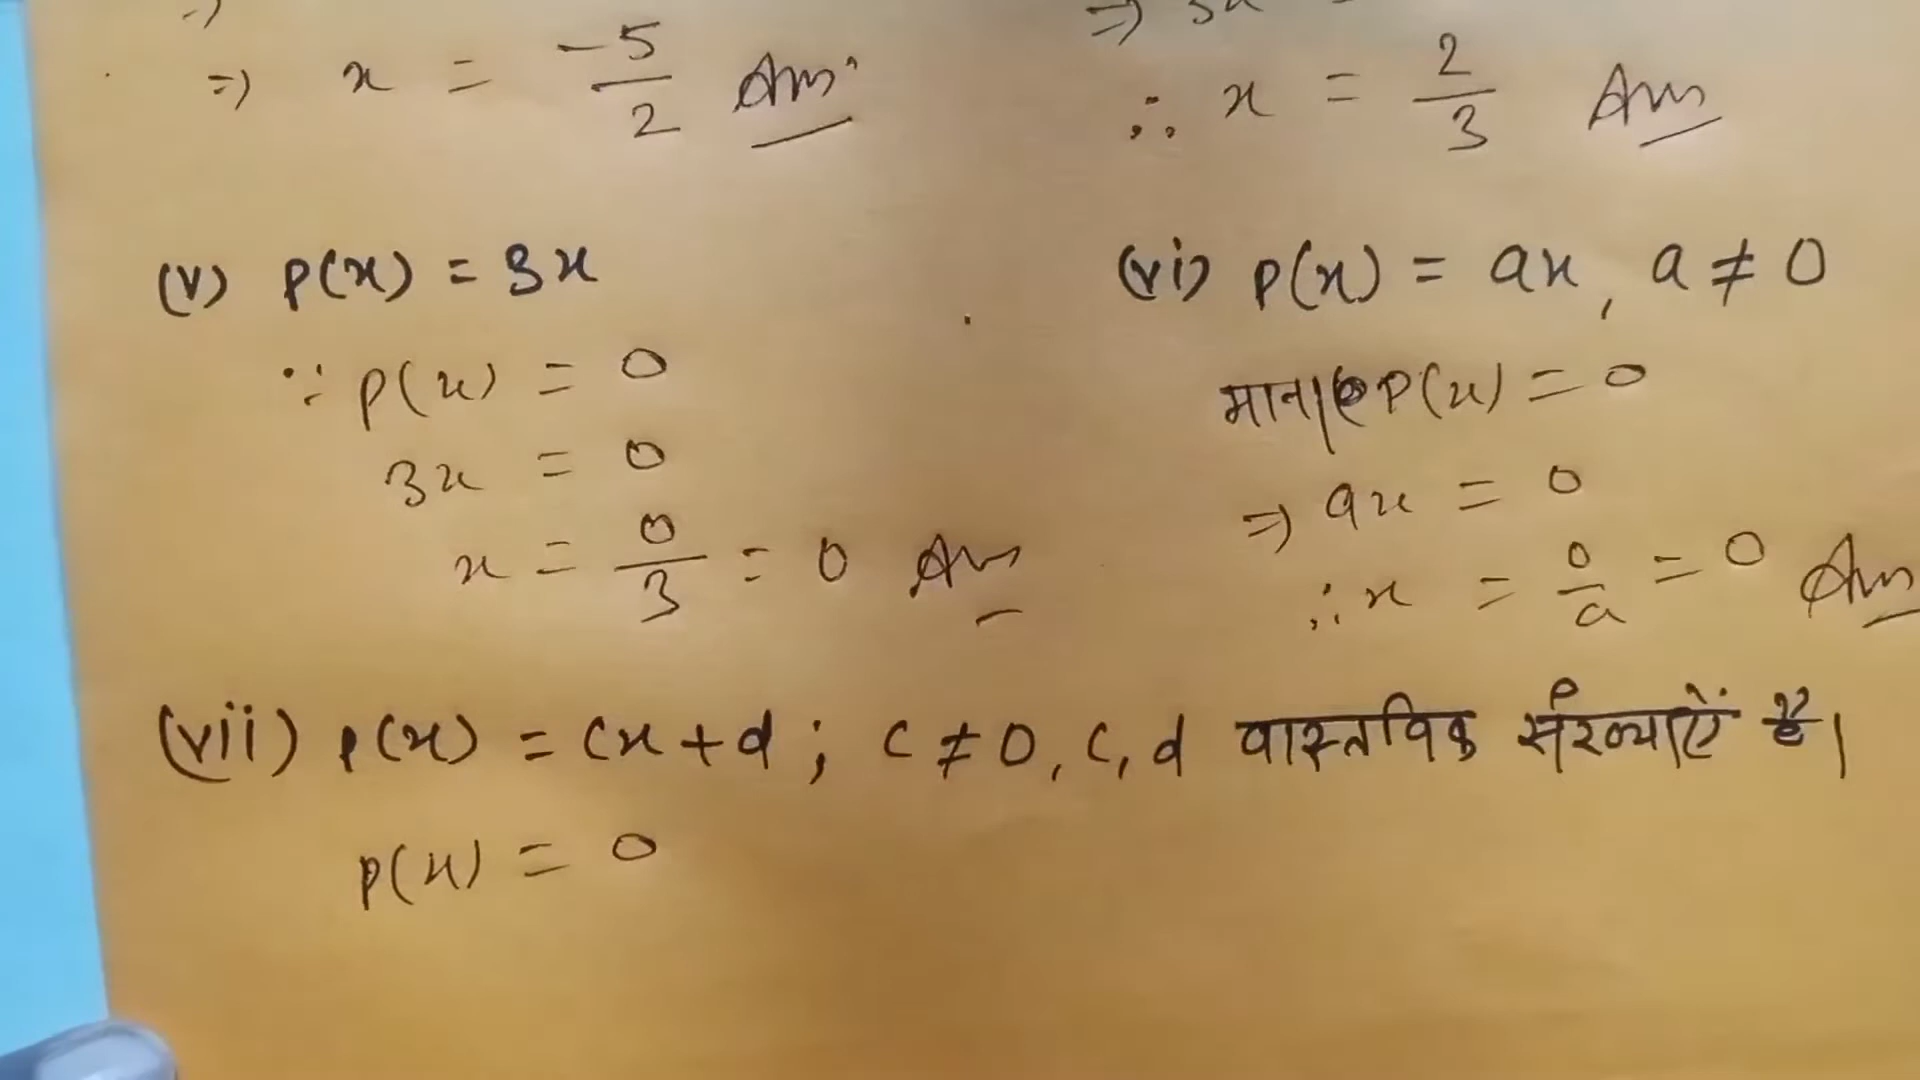 ⇒ x = -5/2 Ans.
∴ x = 2/3 Ans
(v) p(x) = 3x
∵ p(x) = 0
3x = 0
x = 0/3 = 0 Ans
(vi) p(x) = ax, a ≠ 0
माना p(x) = 0
⇒ ax = 0
∴ x = 0/a = 0 Ans
(vii) p(x) = cx + d ; c ≠ 0, c, d वास्तविक संख्याएँ हैं।
p(x) = 0